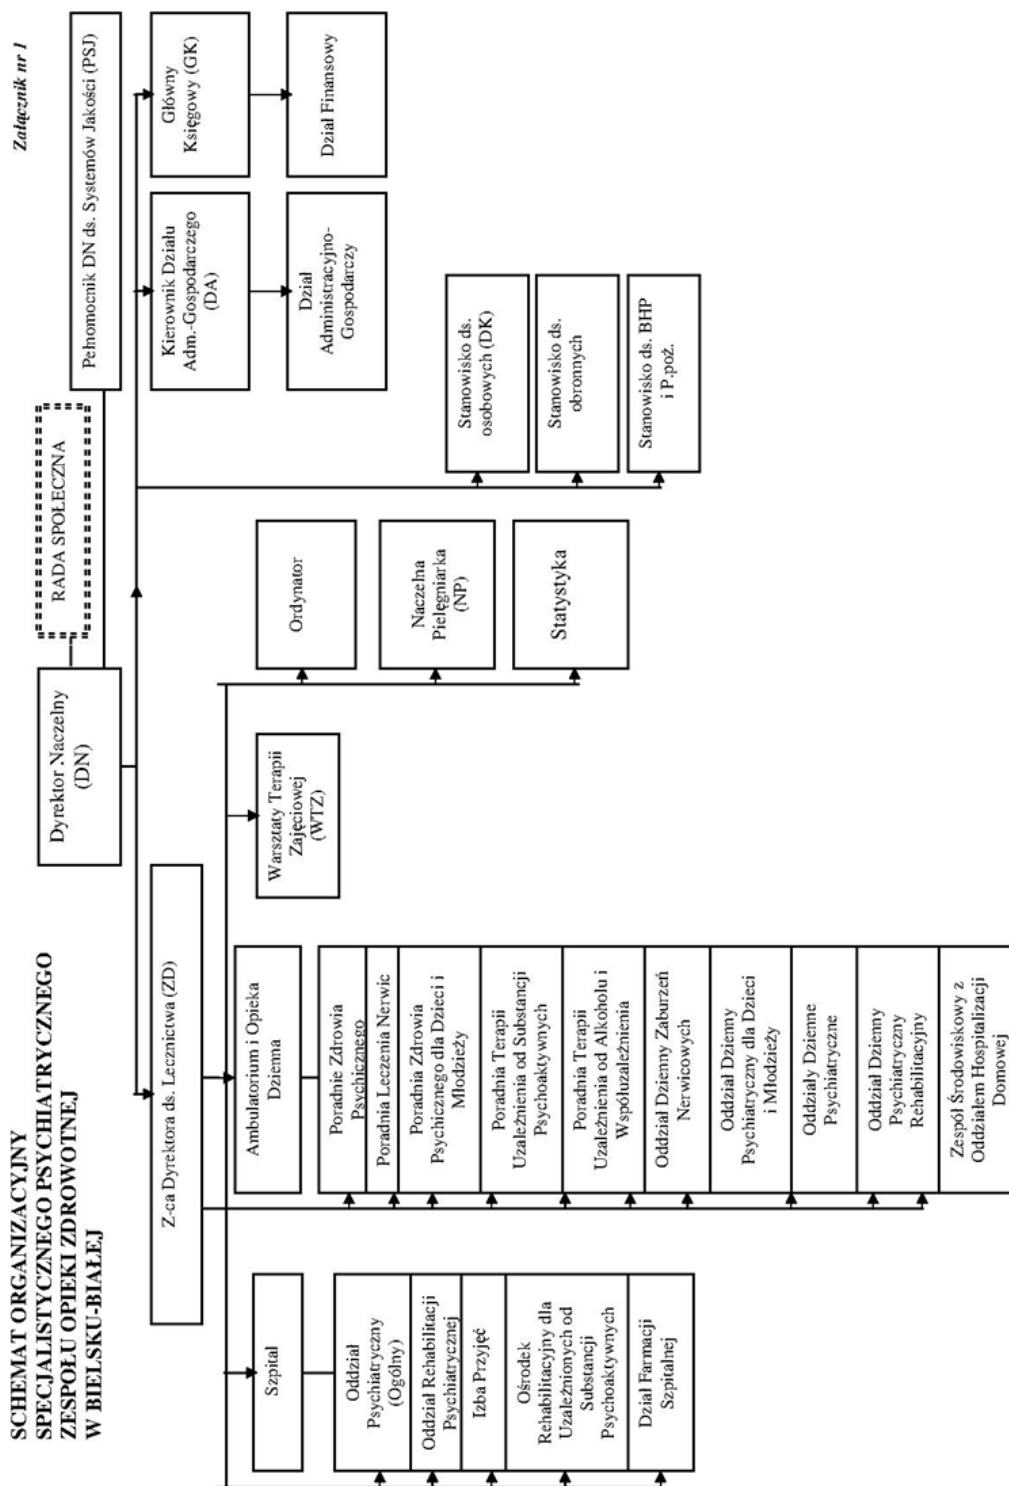 Załącznik nr 1
SCHEMAT ORGANIZACYJNY
SPECJALISTYCZNEGO PSYCHIATRYCZNEGO
ZESPOŁU OPIEKI ZDROWOTNEJ
W BIELSKU-BIAŁEJ
Dyrektor Naczelny
(DN)
RADA SPOŁECZNA
Pełnomocnik DN ds. Systemów Jakości (PSJ)
Z-ca Dyrektora ds. Lecznictwa (ZD)
Kierownik Działu
Adm.-Gospodarczego
(DA)
Główny
Księgowy (GK)
Dział
Administracyjno-
Gospodarczy
Dział Finansowy
Szpital
Oddział
Psychiatryczny
(Ogólny)
Oddział Rehabilitacji
Psychiatrycznej
Izba Przyjęć
Ośrodek
Rehabilitacyjny dla
Uzależnionych od
Substancji
Psychoaktywnych
Dział Farmacji
Szpitalnej
Ambulatorium i Opieka
Dzienna
Poradnie Zdrowia
Psychicznego
Poradnia Leczenia Nerwic
Poradnia Zdrowia
Psychicznego dla Dzieci i
Młodzieży
Poradnia Terapii
Uzależnienia od Substancji
Psychoaktywnych
Poradnia Terapii
Uzależnienia od Alkoholu i
Współuzależnienia
Oddział Dzienny Zaburzeń
Nerwicowych
Oddział Dzienny
Psychiatryczny dla Dzieci
i Młodzieży
Oddziały Dzienne
Psychiatryczne
Oddział Dzienny
Psychiatryczny
Rehabilitacyjny
Zespół Środowiskowy z
Oddziałem Hospitalizacji
Domowej
Warsztaty Terapii
Zajęciowej
(WTZ)
Ordynator
Naczelna
Pielęgniarka
(NP)
Statystyka
Stanowisko ds.
osobowych (DK)
Stanowisko ds.
obronnych
Stanowisko ds. BHP
i P.poż.